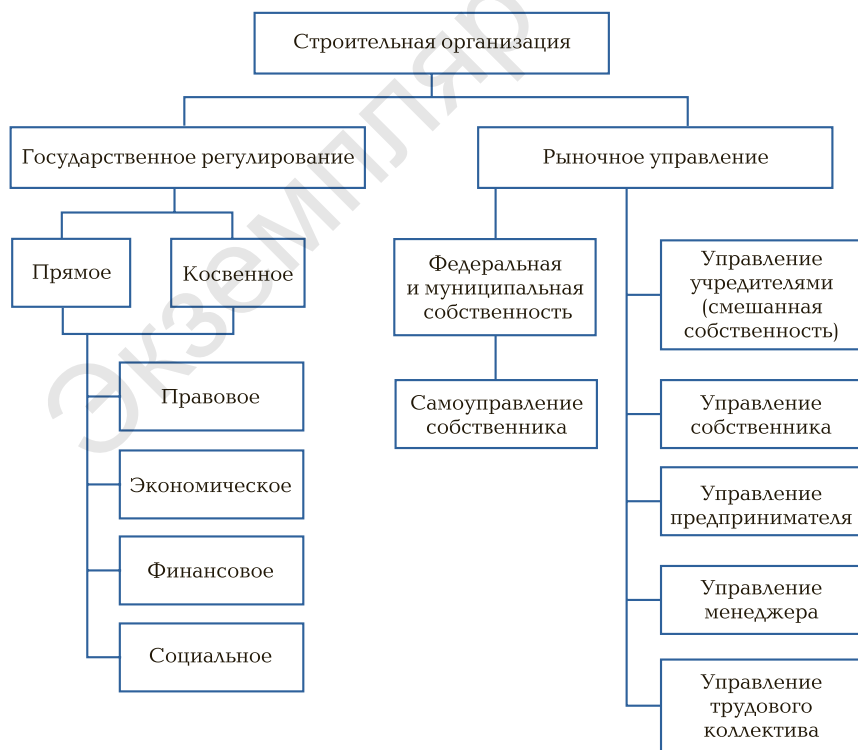 Строительная организация
Государственное регулирование
Рыночное управление
Прямое
Косвенное
Правовое
Экономическое
Финансовое
Социальное
Федеральная
и муниципальная
собственность
Самоуправление
собственника
Управление
учредителями
(смешанная
собственность)
Управление
собственника
Управление
предпринимателя
Управление
менеджера
Управление
трудового
коллектива
Экземпляр